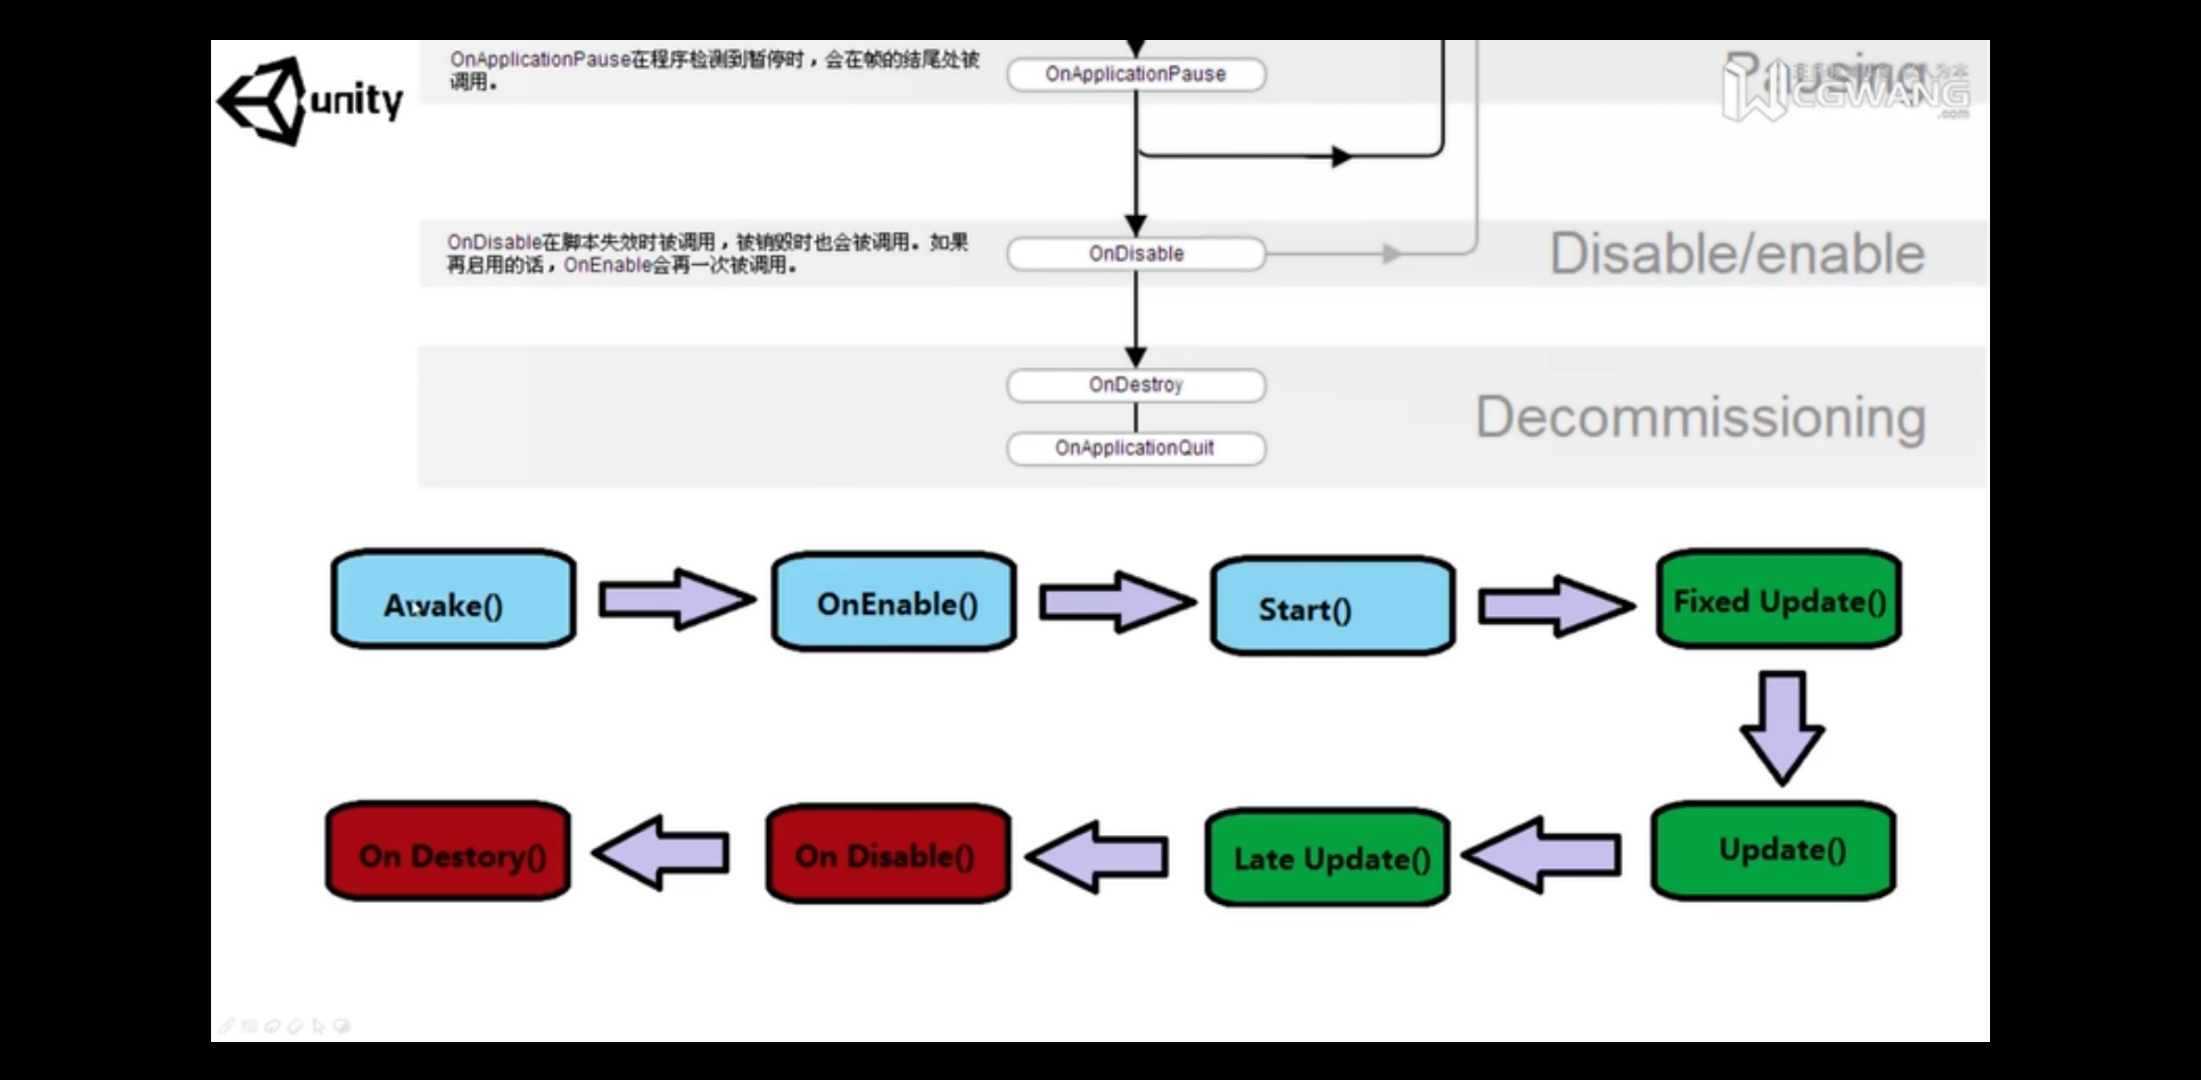 OnApplicationPause在程序检测到暂停时，会在帧的结尾处被
调用。
OnApplicationPause
Pausing
unity
CGWANG
.com
OnDisable在脚本失效时被调用，被销毁时也会被调用。如果
再启用的话，OnEnable会再一次被调用。
OnDisable
Disable/enable
OnDestroy
Decommissioning
OnApplicationQuit
Awake()
OnEnable()
Start()
Fixed Update()
On Destory()
On Disable()
Late Update()
Update()